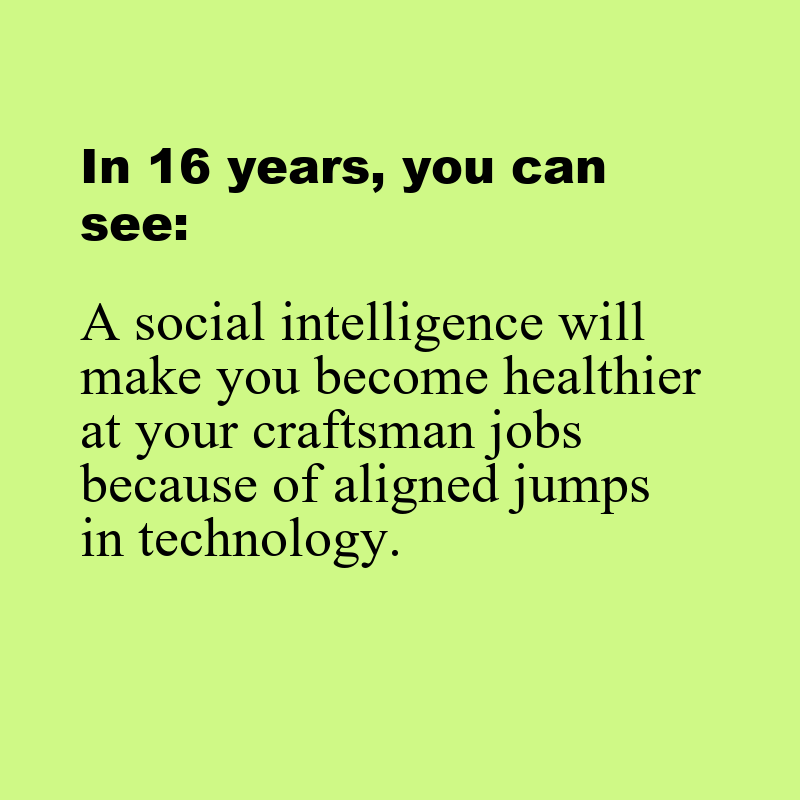 In 16 years, you can
see:
A social intelligence will
make you become healthier
at your craftsman jobs
because of aligned jumps
in technology.